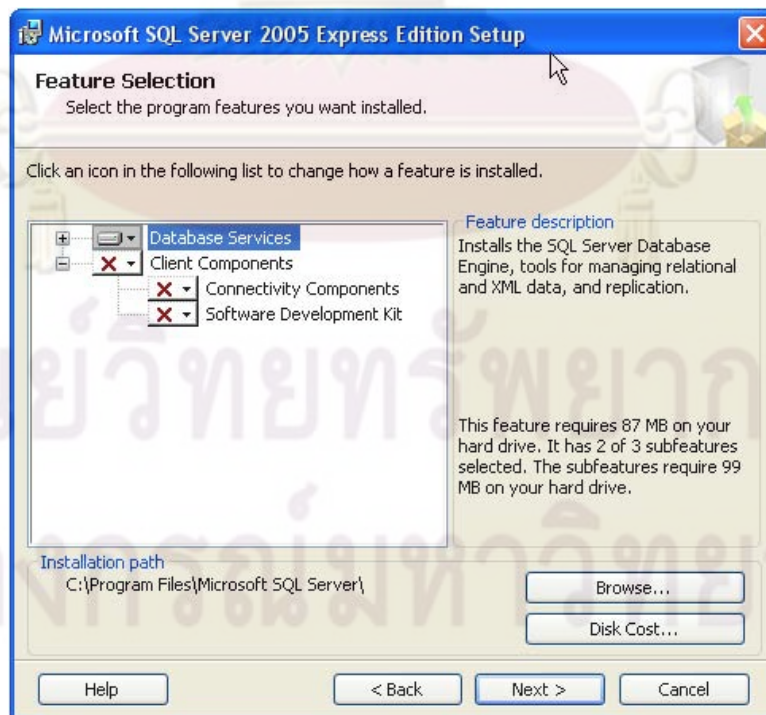 Microsoft SQL Server 2005 Express Edition Setup
Feature Selection
Select the program features you want installed.
Click an icon in the following list to change how a feature is installed.
Database Services
Client Components
Connectivity Components
Software Development Kit
Feature description
Installs the SQL Server Database
Engine, tools for managing relational
and XML data, and replication.
This feature requires 87 MB on your
hard drive. It has 2 of 3 subfeatures
selected. The subfeatures require 99
MB on your hard drive.
Installation path
C:\Program Files\Microsoft SQL Server\
Browse...
Disk Cost...
Help
< Back
Next >
Cancel